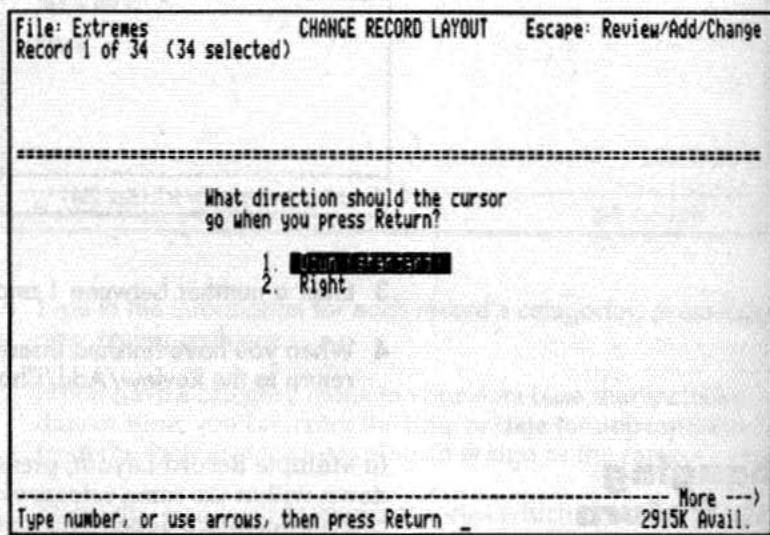 File: Extremes CHANGE RECORD LAYOUT Escape: Review/Add/Change
Record 1 of 34 (34 selected)
What direction should the cursor
go when you press Return?
1. Down (standard)
2. Right
More --->
Type number, or use arrows, then press Return _ 2915K Avail.